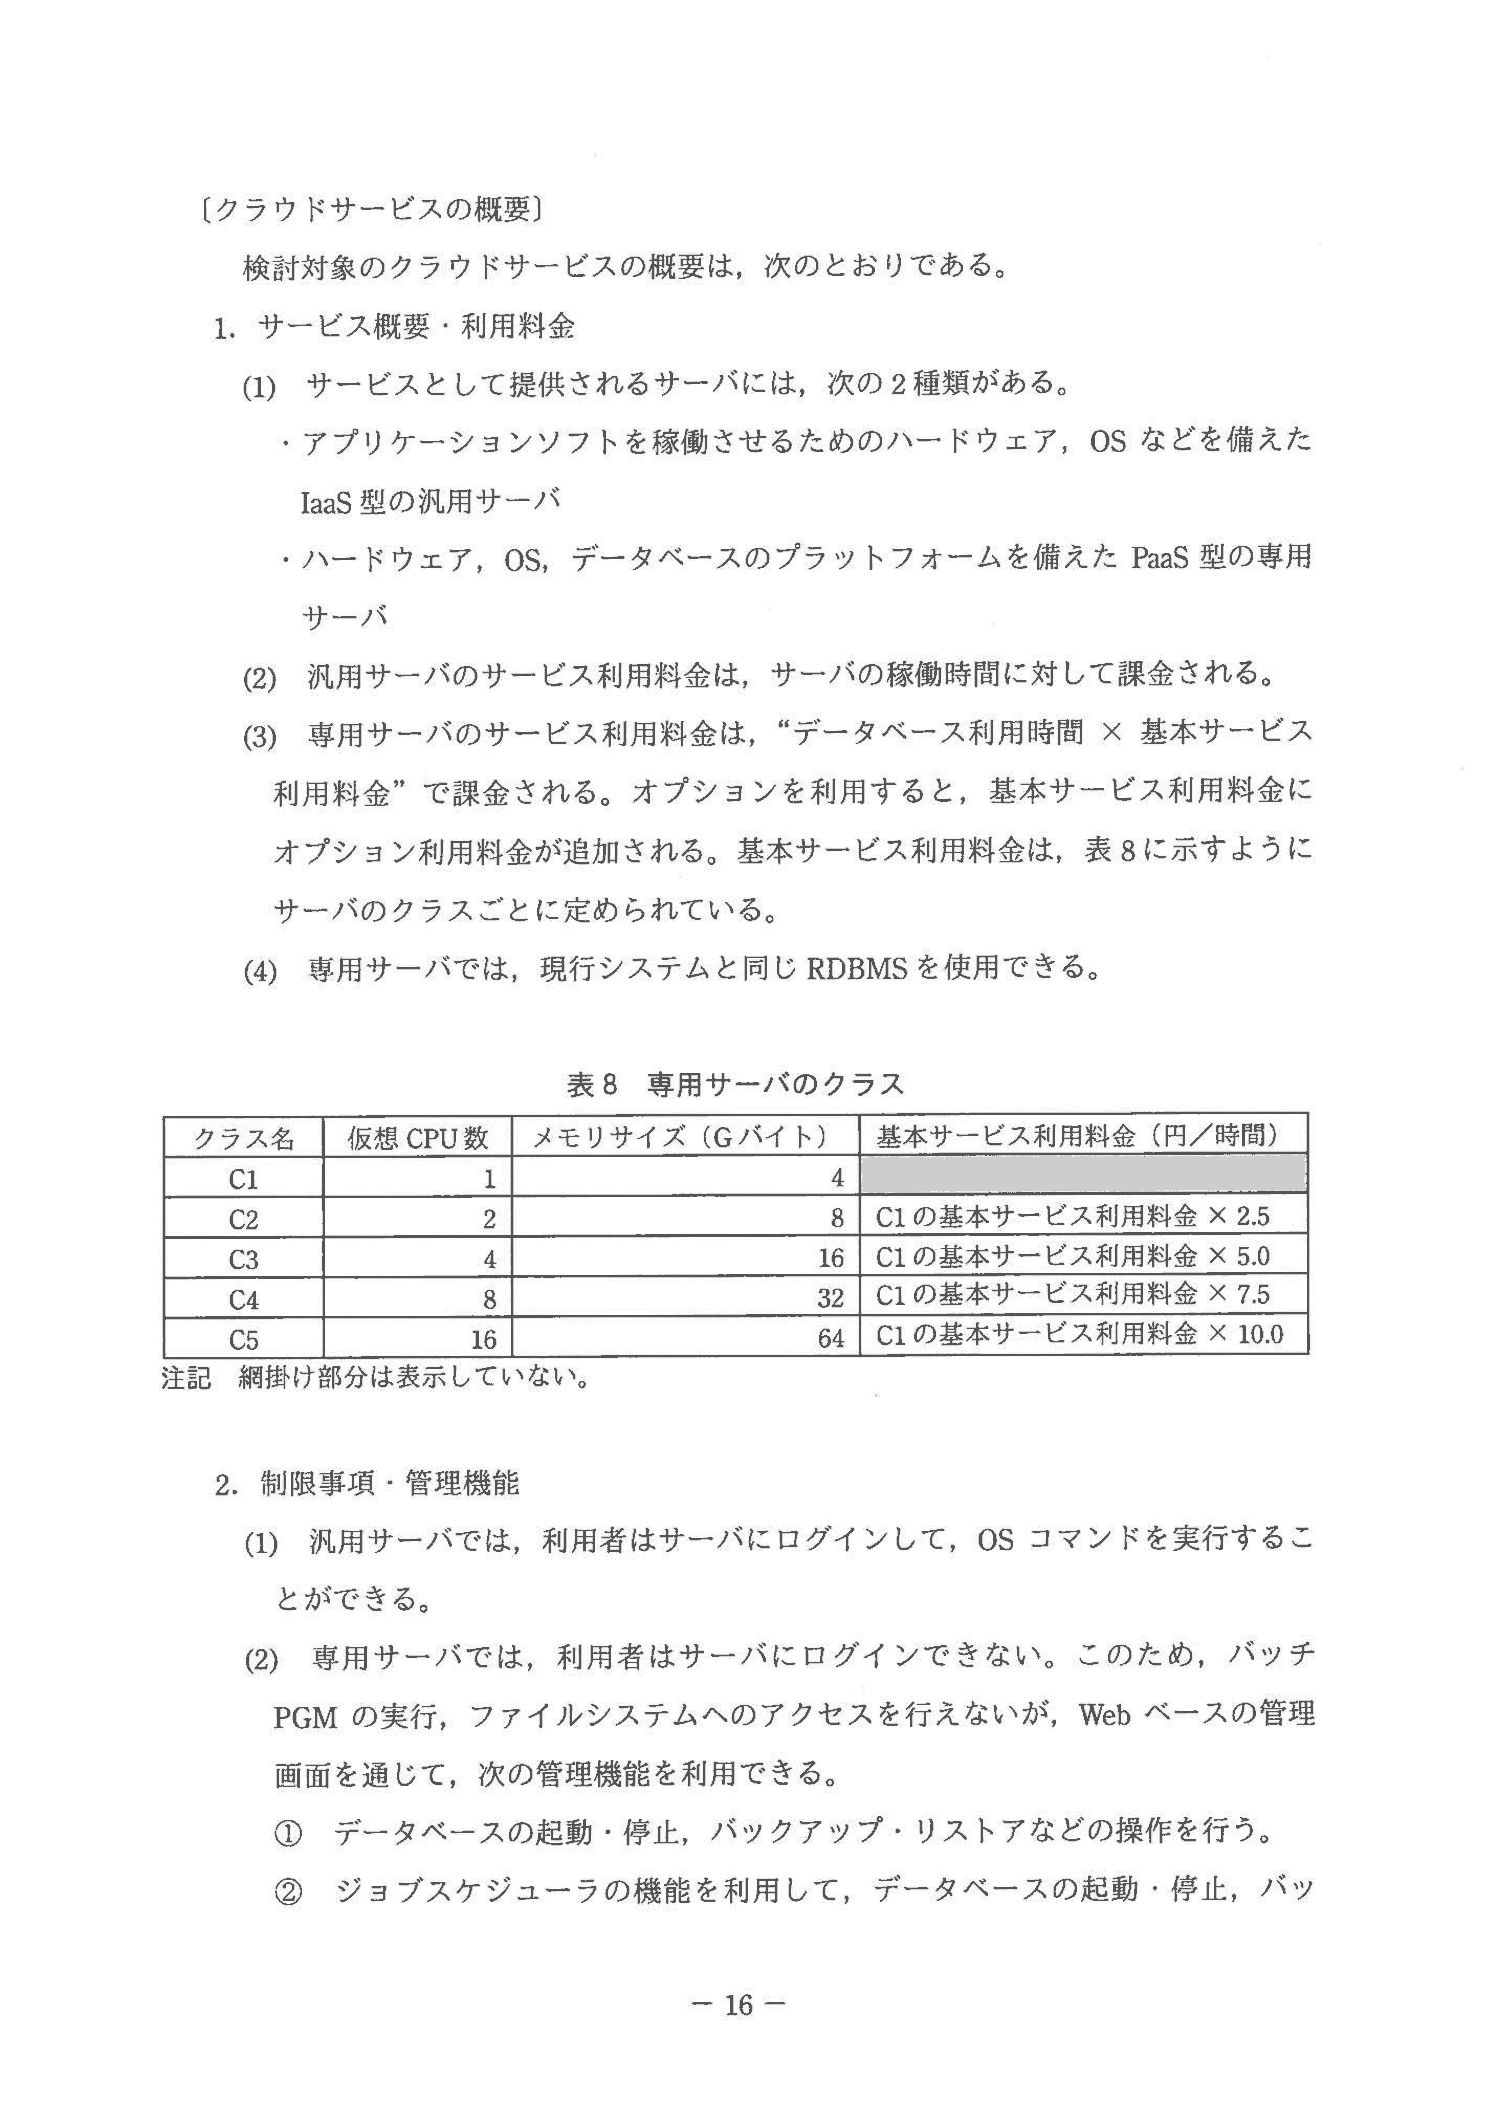 〔クラウドサービスの概要〕
検討対象のクラウドサービスの概要は，次のとおりである。
1．サービス概要・利用料金
(1)　サービスとして提供されるサーバには，次の2種類がある。
・アプリケーションソフトを稼働させるためのハードウェア，OS などを備えた
IaaS 型の汎用サーバ
・ハードウェア，OS，データベースのプラットフォームを備えた PaaS 型の専用
サーバ
(2)　汎用サーバのサービス利用料金は，サーバの稼働時間に対して課金される。
(3)　専用サーバのサービス利用料金は，“データベース利用時間 × 基本サービス
利用料金”で課金される。オプションを利用すると，基本サービス利用料金に
オプション利用料金が追加される。基本サービス利用料金は，表8に示すように
サーバのクラスごとに定められている。
(4)　専用サーバでは，現行システムと同じ RDBMS を使用できる。
表8　専用サーバのクラス
クラス名　仮想 CPU 数　メモリサイズ（G バイト）　基本サービス利用料金（円／時間）
C1　1　4
C2　2　8　C1 の基本サービス利用料金 × 2.5
C3　4　16　C1 の基本サービス利用料金 × 5.0
C4　8　32　C1 の基本サービス利用料金 × 7.5
C5　16　64　C1 の基本サービス利用料金 × 10.0
注記　網掛け部分は表示していない。
2．制限事項・管理機能
(1)　汎用サーバでは，利用者はサーバにログインして，OS コマンドを実行するこ
とができる。
(2)　専用サーバでは，利用者はサーバにログインできない。このため，バッチ
PGM の実行，ファイルシステムへのアクセスを行えないが，Web ベースの管理
画面を通じて，次の管理機能を利用できる。
①　データベースの起動・停止，バックアップ・リストアなどの操作を行う。
②　ジョブスケジューラの機能を利用して，データベースの起動・停止，バッ
－ 16 －